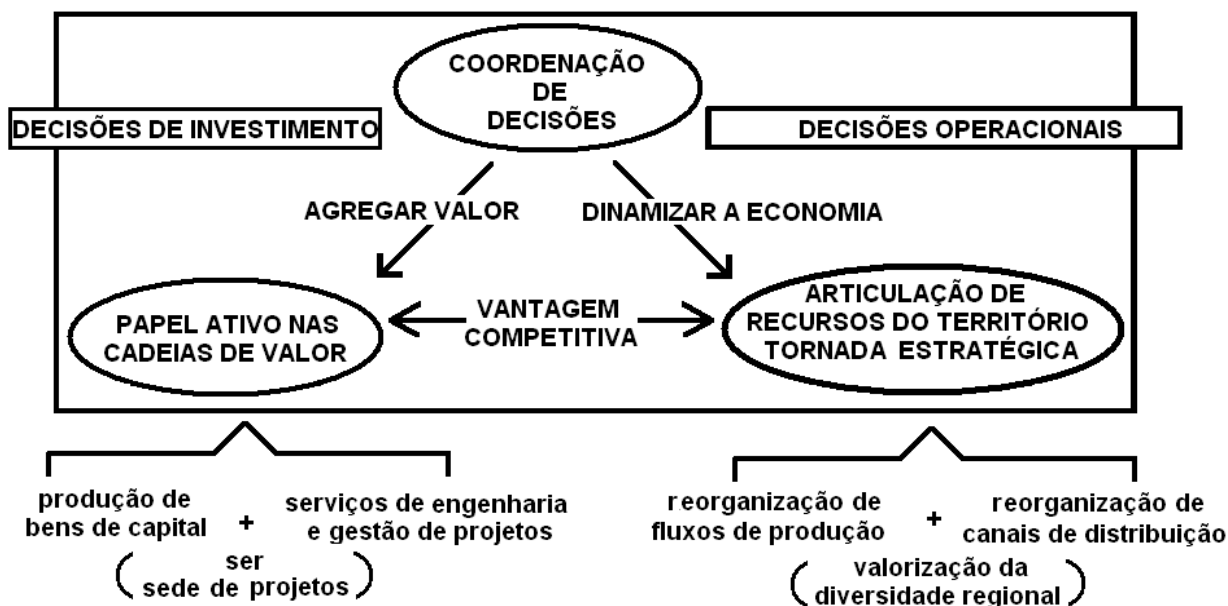 COORDENAÇÃO
DE
DECISÕES
DECISÕES DE INVESTIMENTO
DECISÕES OPERACIONAIS
AGREGAR VALOR
DINAMIZAR A ECONOMIA
PAPEL ATIVO NAS
CADEIAS DE VALOR
VANTAGEM
COMPETITIVA
ARTICULAÇÃO DE
RECURSOS DO TERRITÓRIO
TORNADA ESTRATÉGICA
produção de
bens de capital
+
serviços de engenharia
e gestão de projetos
(ser
sede de projetos)
reorganização de
fluxos de produção
+
reorganização de
canais de distribuição
(valorização da
diversidade regional)